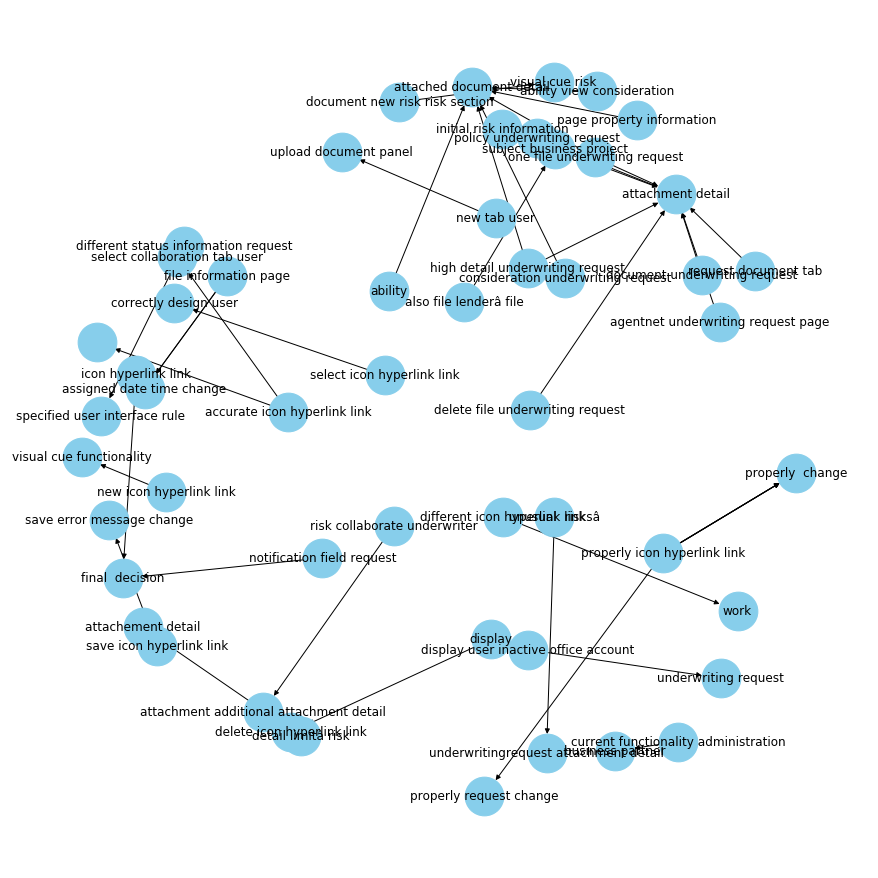 visual cue risk
attached document detail
ability view consideration
document new risk risk section
page property information
initial risk information
policy underwriting request
subject business project
upload document panel
one file underwriting request
attachment detail
new tab user
different status information request
select collaboration tab user
high detail underwriting request
request document tab
file information page
consideration underwriting request
document underwriting request
ability
also file lenderâ file
correctly design user
agentnet underwriting request page
icon hyperlink link
select icon hyperlink link
assigned date time change
specified user interface rule
accurate icon hyperlink link
delete file underwriting request
visual cue functionality
properly  change
new icon hyperlink link
save error message change
different icon hyperlink link
risk collaborate underwriter
properly icon hyperlink link
notification field request
final  decision
work
attachement detail
display
save icon hyperlink link
display user inactive office account
underwriting request
attachment additional attachment detail
delete icon hyperlink link
detail limitâ risk
current functionality administration
underwritingrequest attachment detail
business partner
properly request change